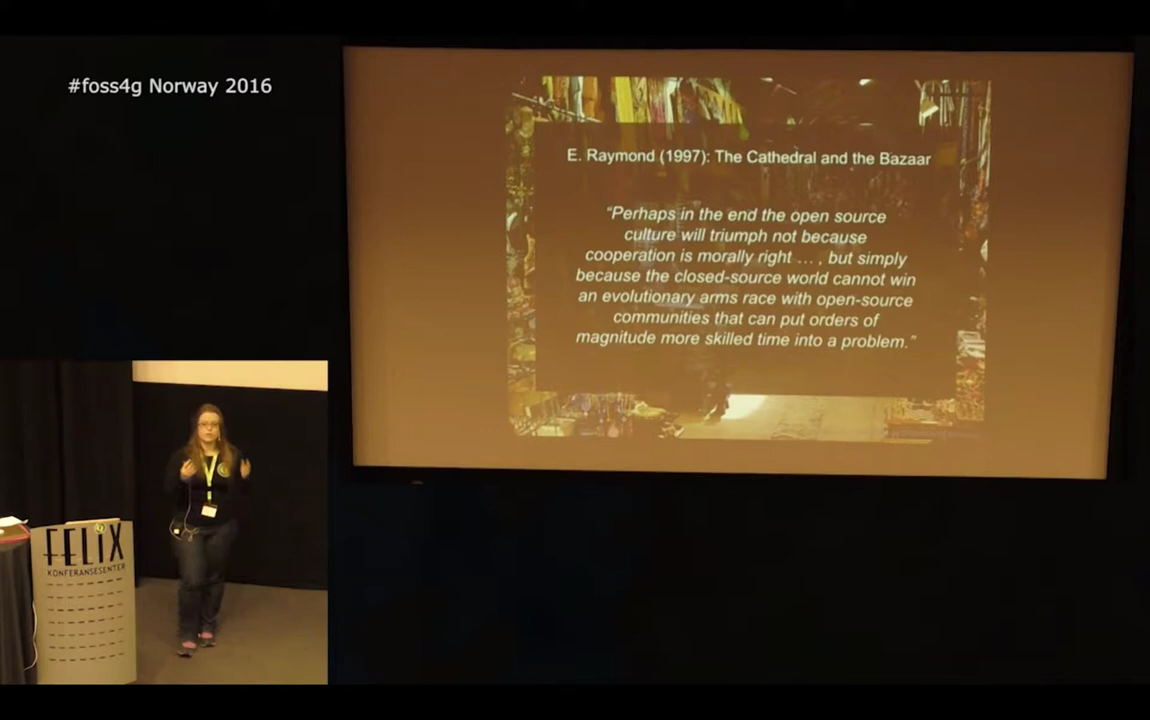 #foss4g Norway 2016
E. Raymond (1997): The Cathedral and the Bazaar
“Perhaps in the end the open source
culture will triumph not because
cooperation is morally right … , but simply
because the closed-source world cannot win
an evolutionary arms race with open-source
communities that can put orders of
magnitude more skilled time into a problem.”
FELIX
KONFERANSESENTER